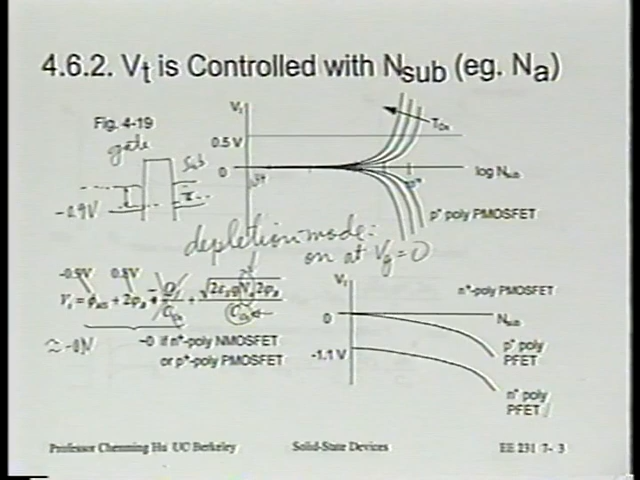 4.6.2. Vt is Controlled with Nsub (eg. Na)
Fig. 4-19
gate
sub
-0.9V
Vt
0.5 V
0
Tox
log Nsub
p+ poly PMOSFET
depletion mode:
on at Vg = 0
-0.9V 0.8V
~0 if n+-poly NMOSFET
or p+-poly PMOSFET
Vt
n+-poly PMOSFET
0
Nsub
p+ poly
PFET
-1.1 V
n+ poly
PFET
Professor Chenming Hu UC Berkeley
Solid-State Devices
EE 231 7- 3